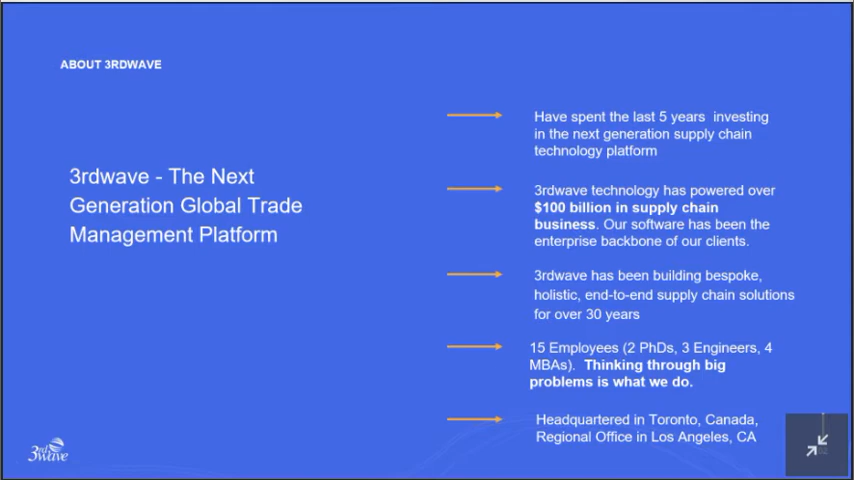 ABOUT 3RDWAVE
3rdwave - The Next
Generation Global Trade
Management Platform
Have spent the last 5 years investing
in the next generation supply chain
technology platform
3rdwave technology has powered over
$100 billion in supply chain
business. Our software has been the
enterprise backbone of our clients.
3rdwave has been building bespoke,
holistic, end-to-end supply chain solutions
for over 30 years
15 Employees (2 PhDs, 3 Engineers, 4
MBAs). Thinking through big
problems is what we do.
Headquartered in Toronto, Canada,
Regional Office in Los Angeles, CA
3rdwave